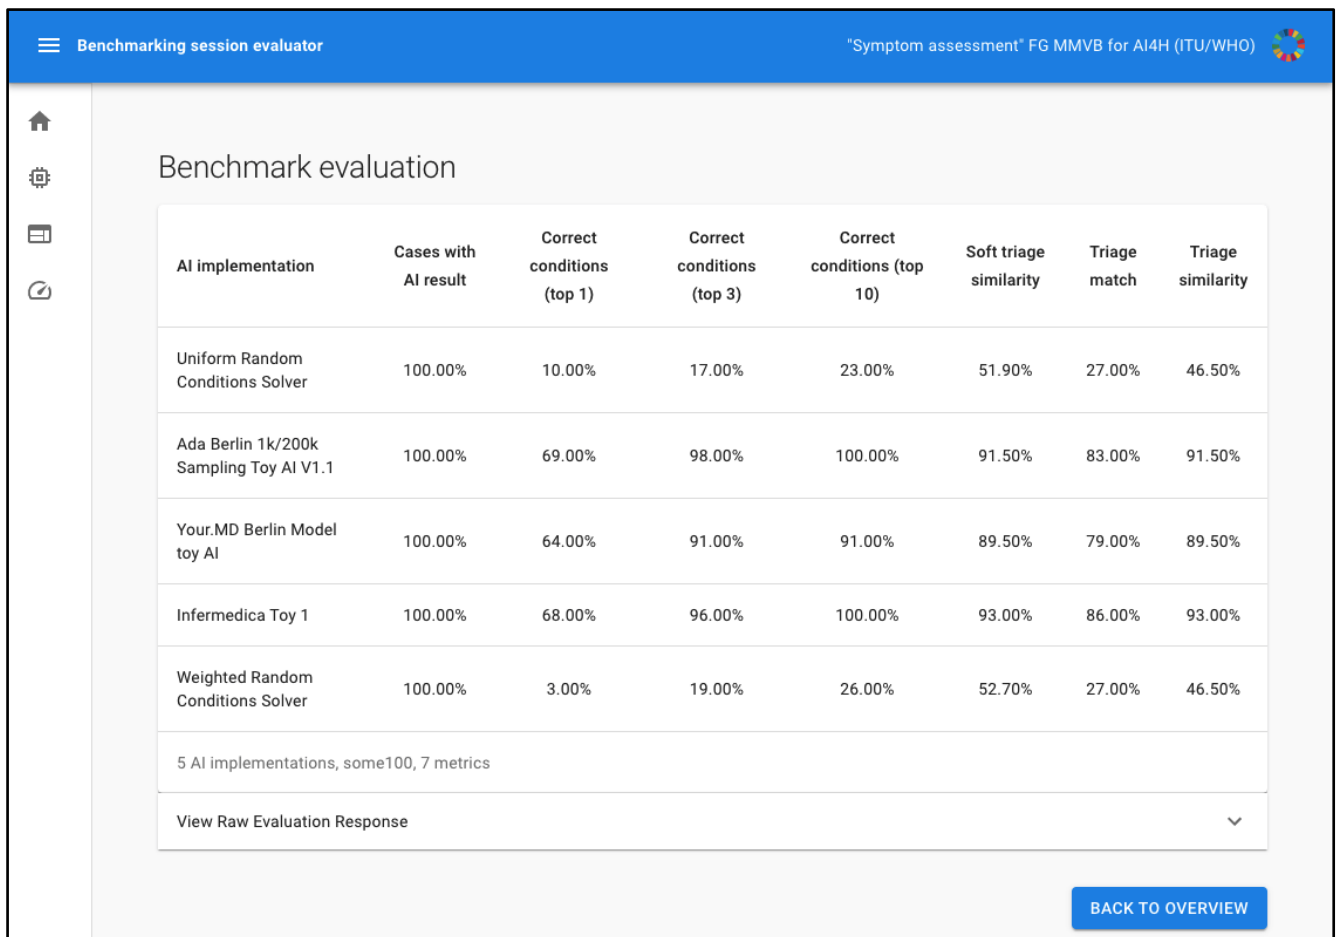 Benchmarking session evaluator
"Symptom assessment" FG MMVB for AI4H (ITU/WHO)
Benchmark evaluation
AI implementation
Cases with
AI result
Correct
conditions
(top 1)
Correct
conditions
(top 3)
Correct
conditions (top
10)
Soft triage
similarity
Triage
match
Triage
similarity
Uniform Random
Conditions Solver
100.00% 10.00% 17.00% 23.00% 51.90% 27.00% 46.50%
Ada Berlin 1k/200k
Sampling Toy AI V1.1
100.00% 69.00% 98.00% 100.00% 91.50% 83.00% 91.50%
Your.MD Berlin Model
toy AI
100.00% 64.00% 91.00% 91.00% 89.50% 79.00% 89.50%
Infermedica Toy 1 100.00% 68.00% 96.00% 100.00% 93.00% 86.00% 93.00%
Weighted Random
Conditions Solver
100.00% 3.00% 19.00% 26.00% 52.70% 27.00% 46.50%
5 AI implementations, some100, 7 metrics
View Raw Evaluation Response
BACK TO OVERVIEW